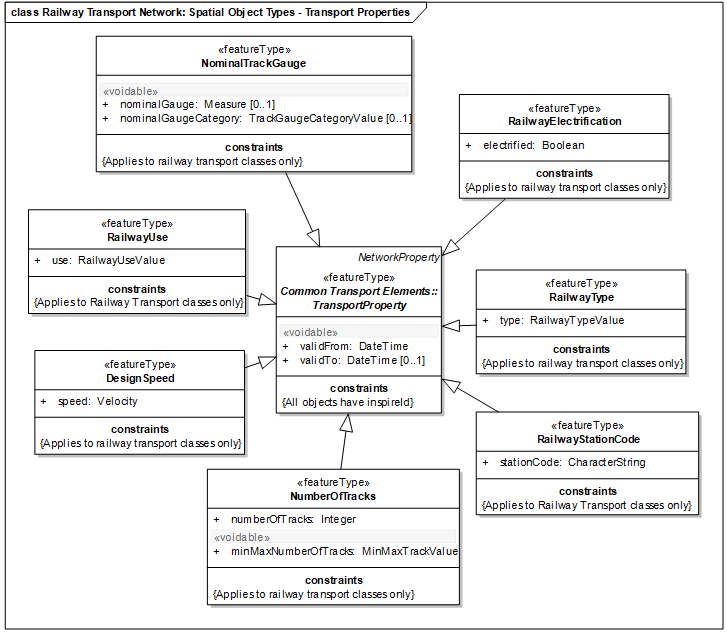 class Railway Transport Network: Spatial Object Types - Transport Properties
«featureType»
NominalTrackGauge
«voidable»
+ nominalGauge: Measure [0..1]
+ nominalGaugeCategory: TrackGaugeCategoryValue [0..1]
constraints
{Applies to railway transport classes only}
«featureType»
RailwayElectrification
+ electrified: Boolean
constraints
{Applies to railway transport classes only}
«featureType»
RailwayUse
+ use: RailwayUseValue
constraints
{Applies to Railway Transport classes only}
NetworkProperty
«featureType»
Common Transport Elements::
TransportProperty
«voidable»
+ validFrom: DateTime
+ validTo: DateTime [0..1]
constraints
{All objects have inspireId}
«featureType»
RailwayType
+ type: RailwayTypeValue
constraints
{Applies to railway transport classes only}
«featureType»
DesignSpeed
+ speed: Velocity
constraints
{Applies to railway transport classes only}
«featureType»
RailwayStationCode
+ stationCode: CharacterString
constraints
{Applies to Railway Transport classes only}
«featureType»
NumberOfTracks
+ numberOfTracks: Integer
«voidable»
+ minMaxNumberOfTracks: MinMaxTrackValue
constraints
{Applies to railway transport classes only}